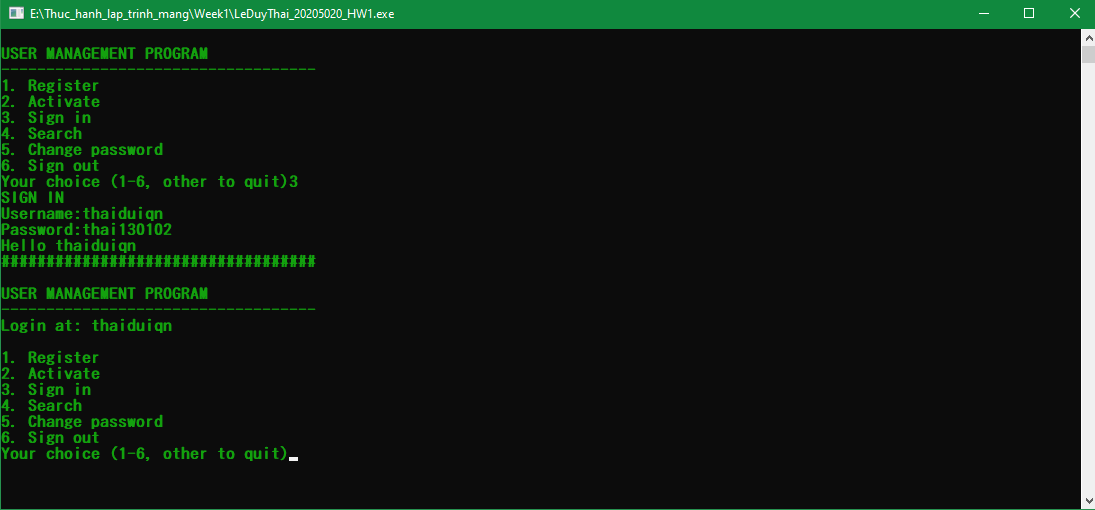 E:\Thuc_hanh_lap_trinh_mang\Week1\LeDuyThai_20205020_HW1.exe
USER MANAGEMENT PROGRAM
-----------------------------------
1. Register
2. Activate
3. Sign in
4. Search
5. Change password
6. Sign out
Your choice (1-6, other to quit)3
SIGN IN
Username:thaiduiqn
Password:thai130102
Hello thaiduiqn
###################################
USER MANAGEMENT PROGRAM
-----------------------------------
Login at: thaiduiqn
1. Register
2. Activate
3. Sign in
4. Search
5. Change password
6. Sign out
Your choice (1-6, other to quit)